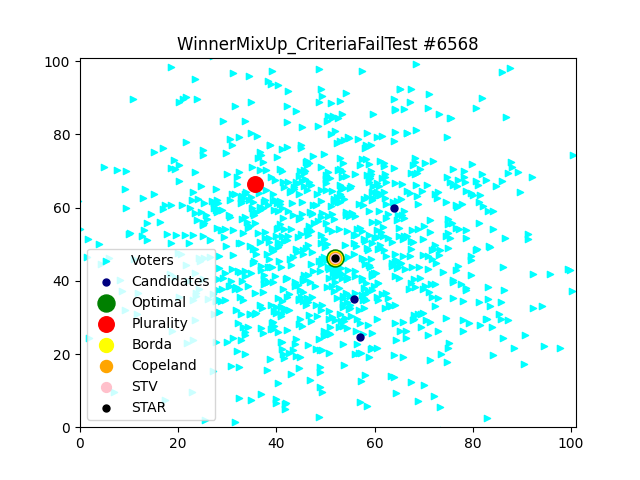 WinnerMixUp_CriteriaFailTest #6568
100
80
60
40
20
0
Voters
Candidates
Optimal
Plurality
Borda
Copeland
STV
STAR
0 20 40 60 80 100